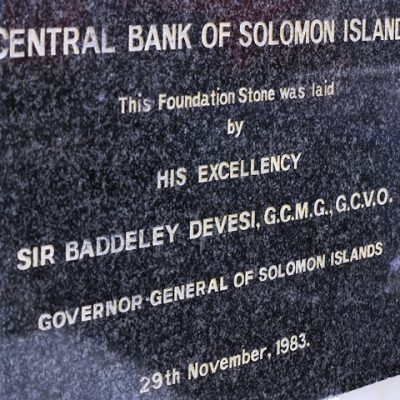 CENTRAL BANK OF SOLOMON ISLAND
This Foundation Stone was laid
by
HIS EXCELLENCY
SIR BADDELEY DEVESI, G.C.M.G., G.C.V.O.
GOVERNOR-GENERAL OF SOLOMON ISLANDS
29th November, 1983.